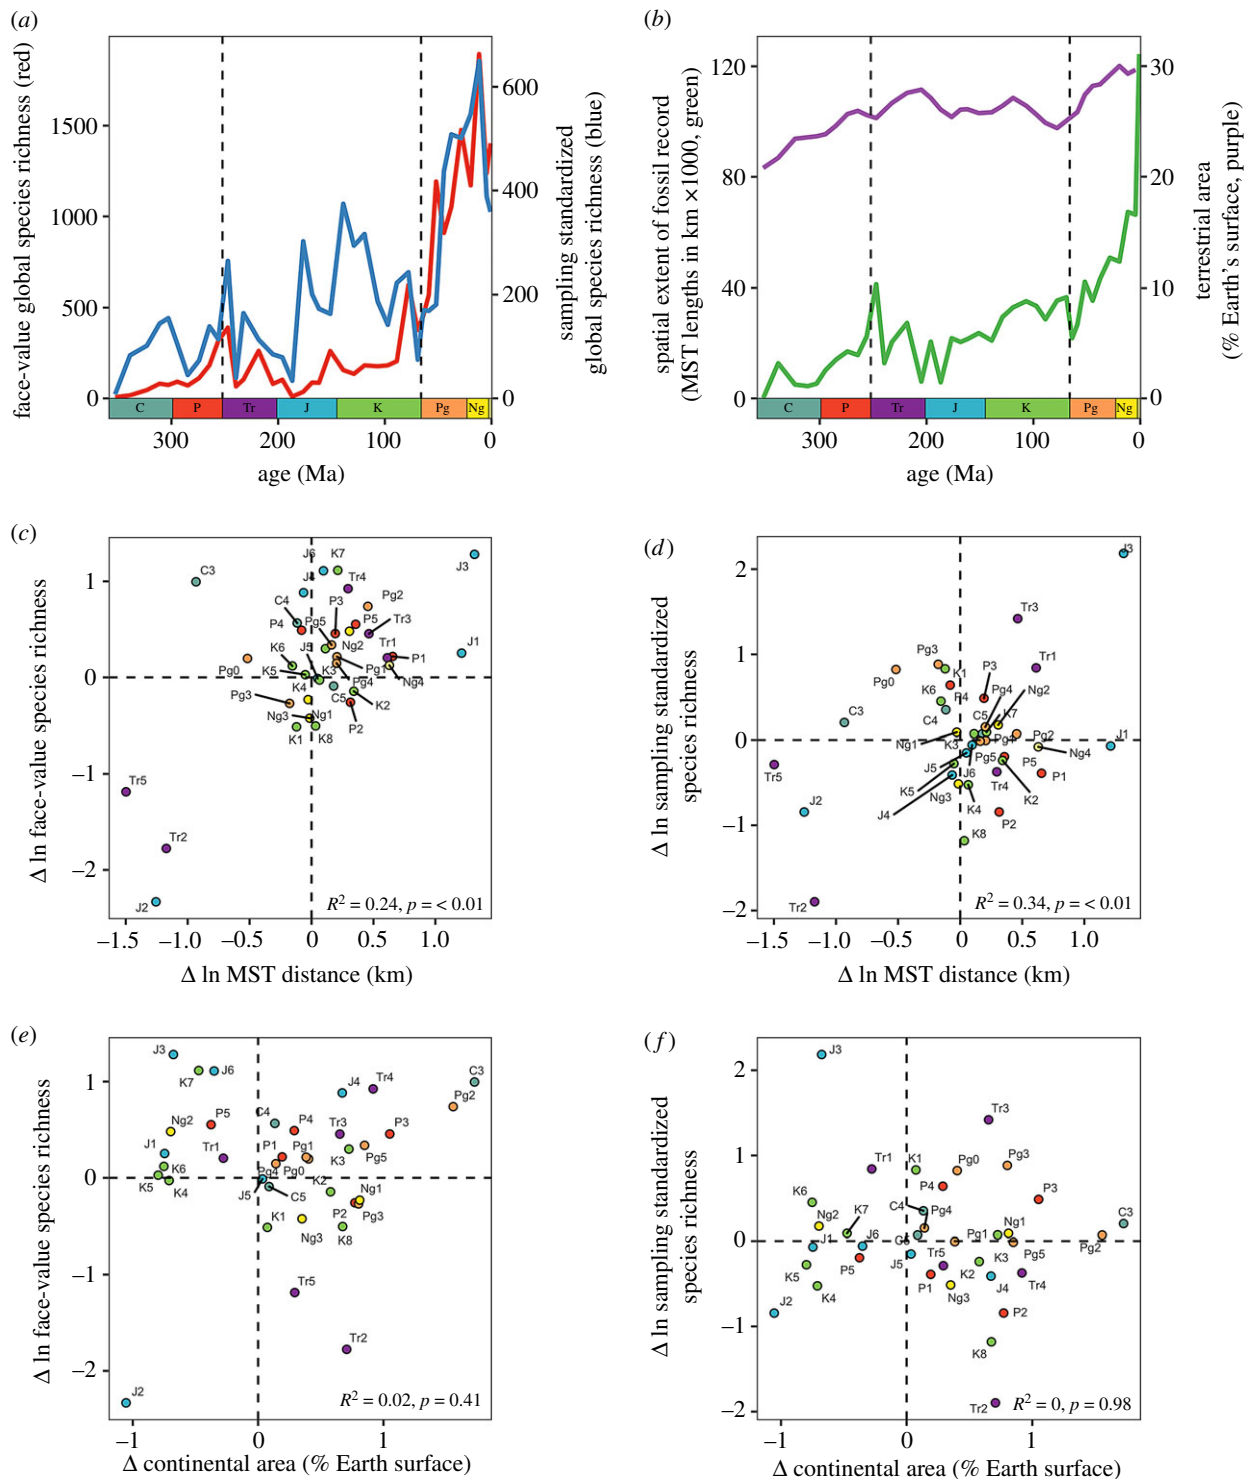 (a)
face-value global species richness (red)
1500
1000
500
0
600
400
200
0
sampling standardized
global species richness (blue)
C P Tr J K Pg Ng
300 200 100 0
age (Ma)
(b)
spatial extent of fossil record
(MST lengths in km ×1000, green)
120
80
40
0
30
20
10
0
terrestrial area
(% Earth's surface, purple)
C P Tr J K Pg Ng
300 200 100 0
age (Ma)
(c)
Δ ln face-value species richness
1
0
−1
−2
J6 K7
J3
C3
J4 Tr4
Pg2
C4 P3
P4 Pg5 P5 Tr3
K6 J5 Ng2 Tr1 J1
Pg0 K5 K3 Pg1 P1
Pg4 Ng4
Pg3 K4 C5 K2
Ng3 Ng1
K1 K8 P2
Tr5
Tr2
J2
R² = 0.24, p = < 0.01
−1.5 −1.0 −0.5 0 0.5 1.0
Δ ln MST distance (km)
(d)
Δ ln sampling standardized
species richness
2
1
0
−1
−2
J3
Tr3
Pg3 Tr1
Pg0 K1 P3
K6 P4 Pg4 Ng2
C3 C4 C5 K7
Ng1 K3 Pg1 Pg2 J1
Tr5 J5 Pg5 Ng4
K5 J6 Tr4 P5 P1
J2 J4 Ng3 K4 K2
P2
K8
Tr2
R² = 0.34, p = < 0.01
−1.5 −1.0 −0.5 0 0.5 1.0
Δ ln MST distance (km)
(e)
Δ ln face-value species richness
1
0
−1
−2
J3
K7 J6 J4 Tr4 C3
Pg2
Ng2 P5 C4 P4 Tr3 P3
J1 Tr1 P1 Pg1 K3 Pg5
K6 Pg4 Pg0
K5 K4 J5 C5 K2 Ng1
K1 Ng3 P2 Pg3
K8
Tr5
Tr2
J2
R² = 0.02, p = 0.41
−1 0 1
Δ continental area (% Earth surface)
(f)
Δ ln sampling standardized
species richness
2
1
0
−1
−2
J3
Tr3
Tr1 K1 Pg0 Pg3
K6 P4 P3
Ng2 K7 C4 Pg4 C3
J1 J6 C5 Pg1 Ng1 Pg2
K5 P5 J5 Tr5 K3 Pg5
K4 P1 K2 J4 Tr4
J2 Ng3 P2
K8
Tr2
R² = 0, p = 0.98
−1 0 1
Δ continental area (% Earth surface)